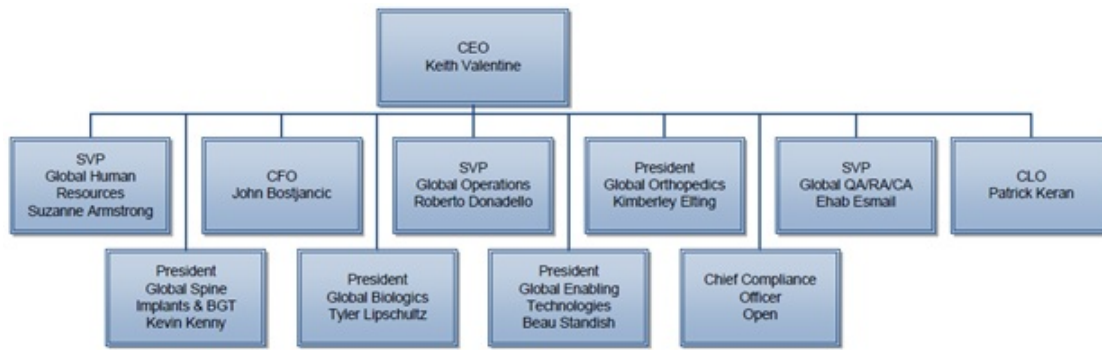 CEO
Keith Valentine
SVP
Global Human
Resources
Suzanne Armstrong
CFO
John Bostjancic
SVP
Global Operations
Roberto Donadello
President
Global Orthopedics
Kimberley Elting
SVP
Global QA/RA/CA
Ehab Esmail
CLO
Patrick Keran
President
Global Spine
Implants & BGT
Kevin Kenny
President
Global Biologics
Tyler Lipschultz
President
Global Enabling
Technologies
Beau Standish
Chief Compliance
Officer
Open